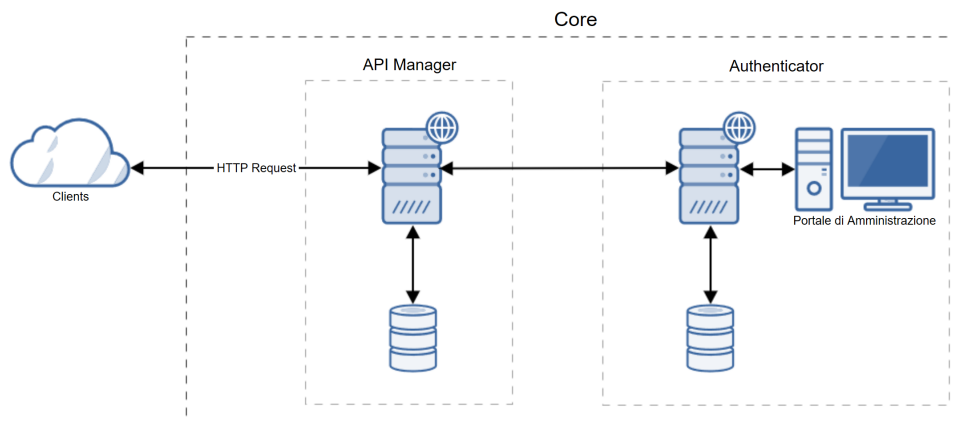 Core
API Manager
Authenticator
HTTP Request
Clients
Portale di Amministrazione